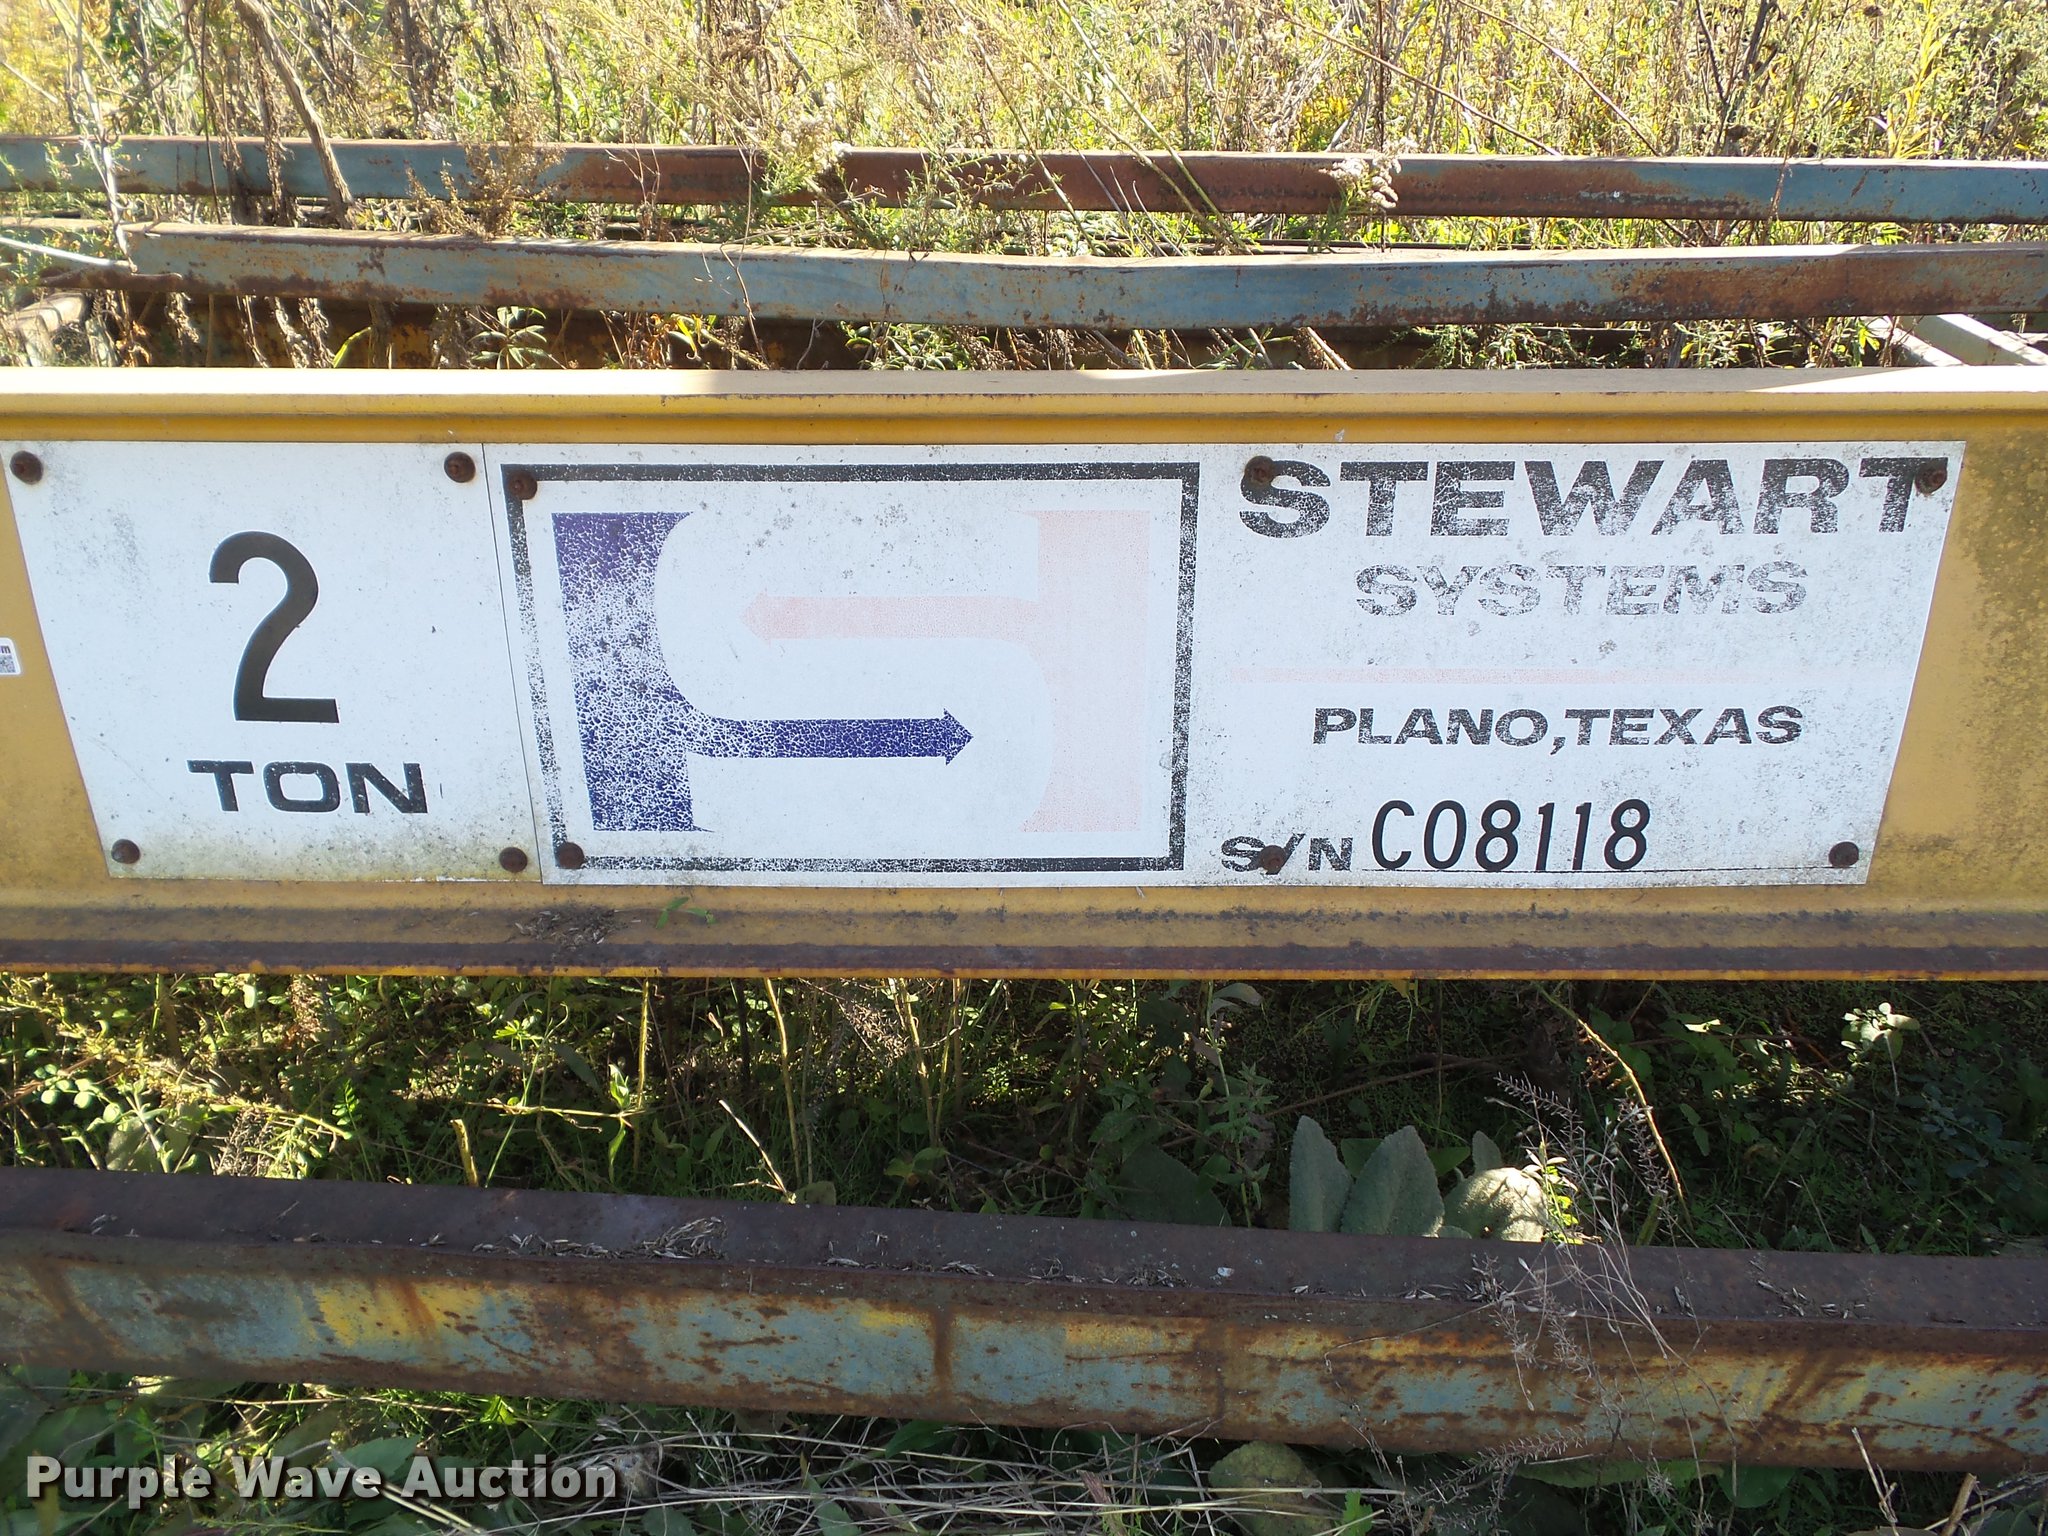 2
TON
STEWART
SYSTEMS
PLANO, TEXAS
S/N C08118
Purple Wave Auction